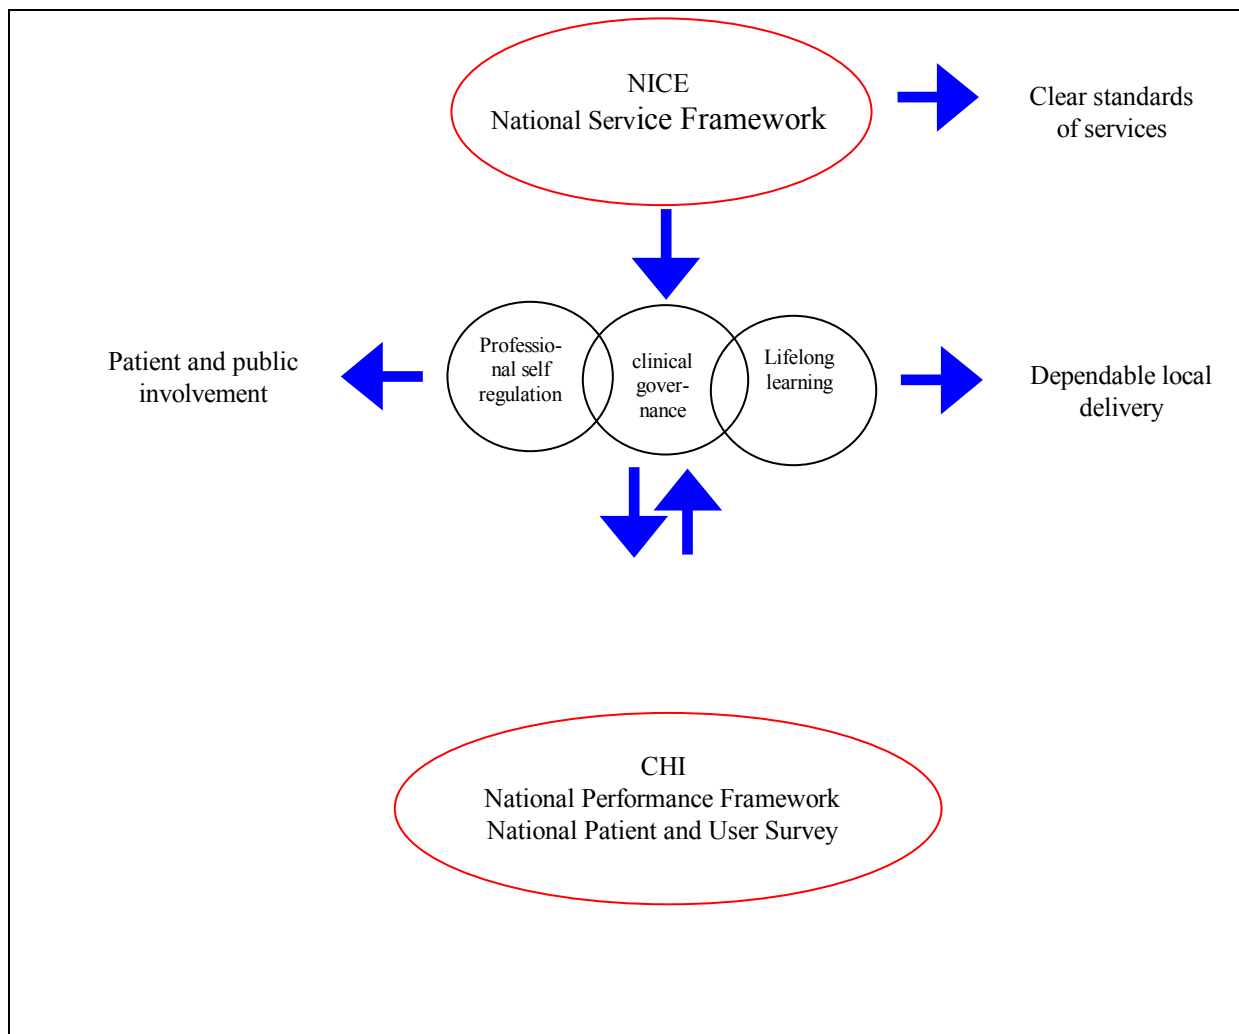 NICE
National Service Framework
Clear standards
of services
Patient and public
involvement
Professio-
nal self
regulation
clinical
gover-
nance
Lifelong
learning
Dependable local
delivery
CHI
National Performance Framework
National Patient and User Survey